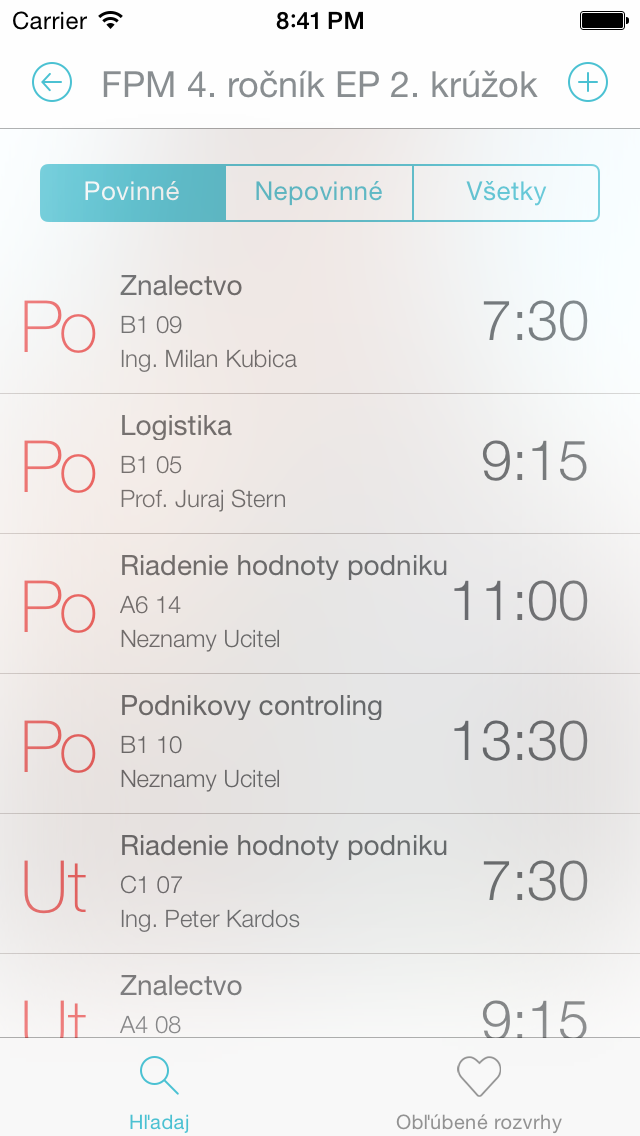 Carrier 8:41 PM
FPM 4. ročník EP 2. krúžok
Povinné Nepovinné Všetky
Znalectvo
Po B1 09 7:30
Ing. Milan Kubica
Logistika
Po B1 05 9:15
Prof. Juraj Stern
Riadenie hodnoty podniku
Po A6 14 11:00
Neznamy Ucitel
Podnikovy controling
Po B1 10 13:30
Neznamy Ucitel
Riadenie hodnoty podniku
Ut C1 07 7:30
Ing. Peter Kardos
Znalectvo
Ut A4 08 9:15
Hľadaj Obľúbené rozvrhy